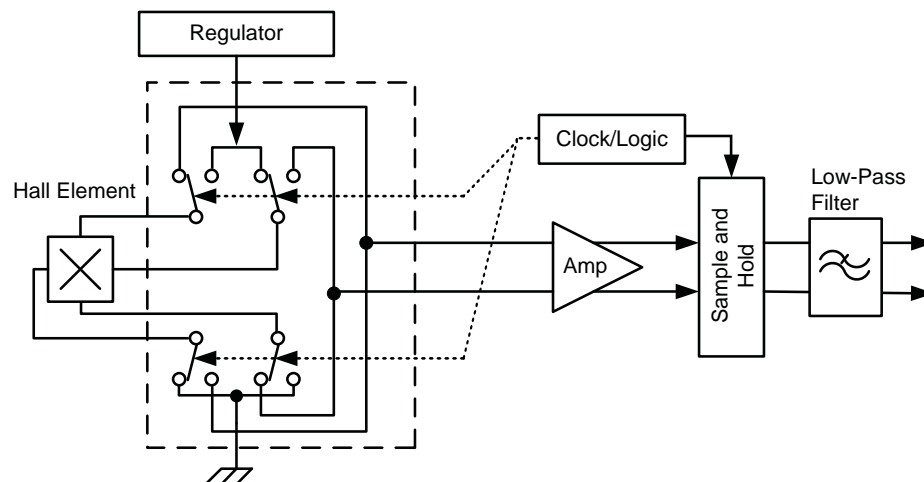 Regulator
Clock/Logic
Hall Element
Low-Pass
Filter
Amp
Sample and
Hold